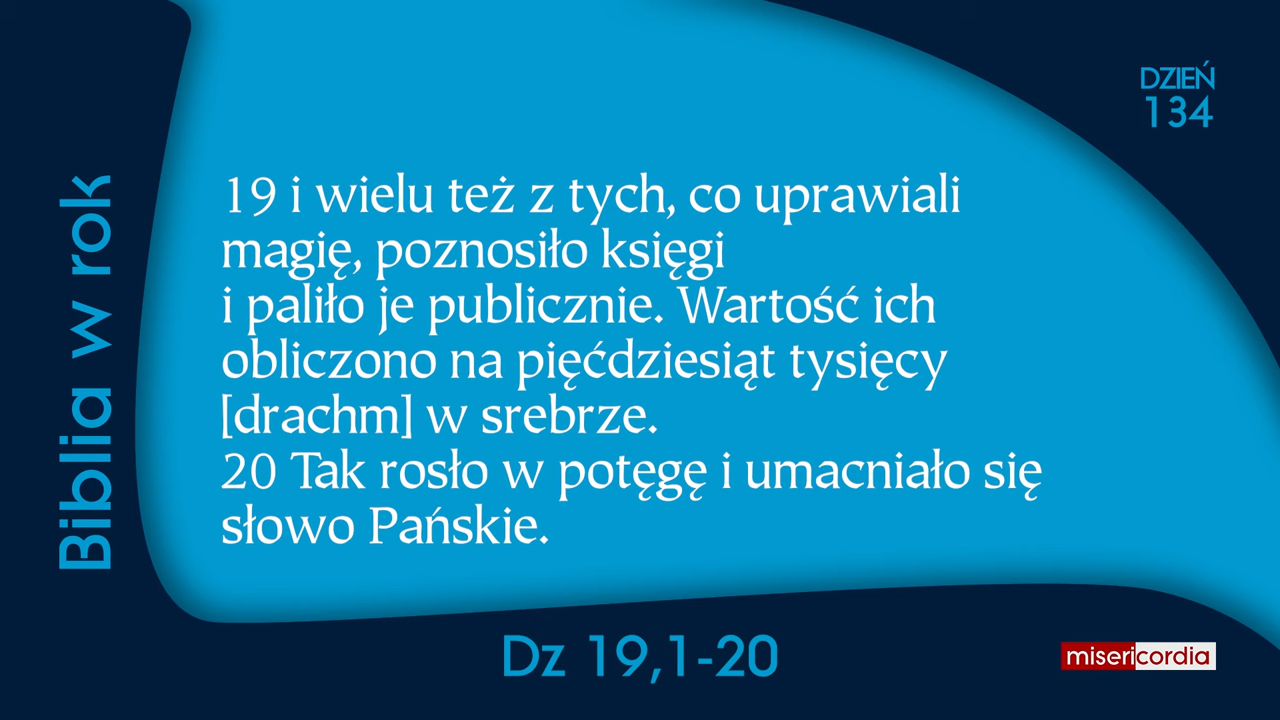 DZIEŃ
134
Biblia w rok
19 i wielu też z tych, co uprawiali
magię, poznosiło księgi
i paliło je publicznie. Wartość ich
obliczono na pięćdziesiąt tysięcy
[drachm] w srebrze.
20 Tak rosło w potęgę i umacniało się
słowo Pańskie.
Dz 19,1-20
misericordia